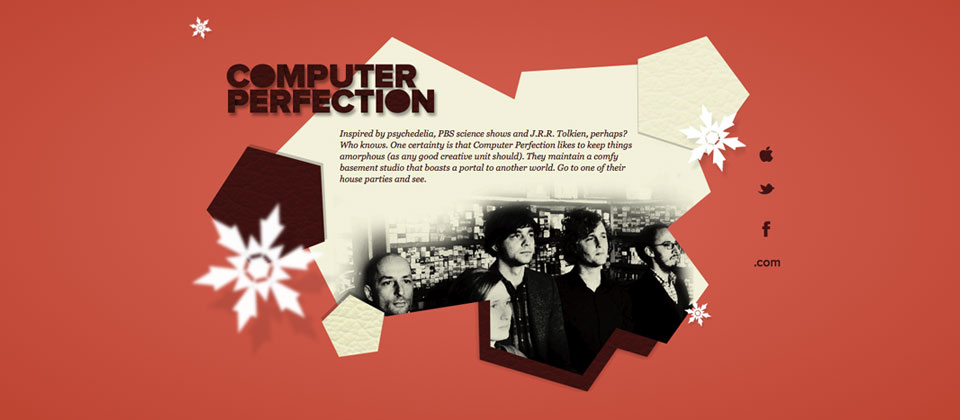 COMPUTER
PERFECTION
Inspired by psychedelia, PBS science shows and J.R.R. Tolkien, perhaps?
Who knows. One certainty is that Computer Perfection likes to keep things
amorphous (as any good creative unit should). They maintain a comfy
basement studio that boasts a portal to another world. Go to one of their
house parties and see.
.com